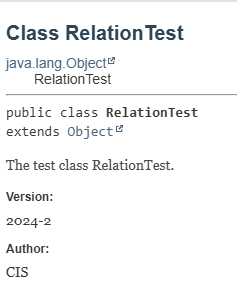 Class RelationTest
java.lang.Object
RelationTest
public class RelationTest
extends Object
The test class RelationTest.
Version:
2024-2
Author:
CIS